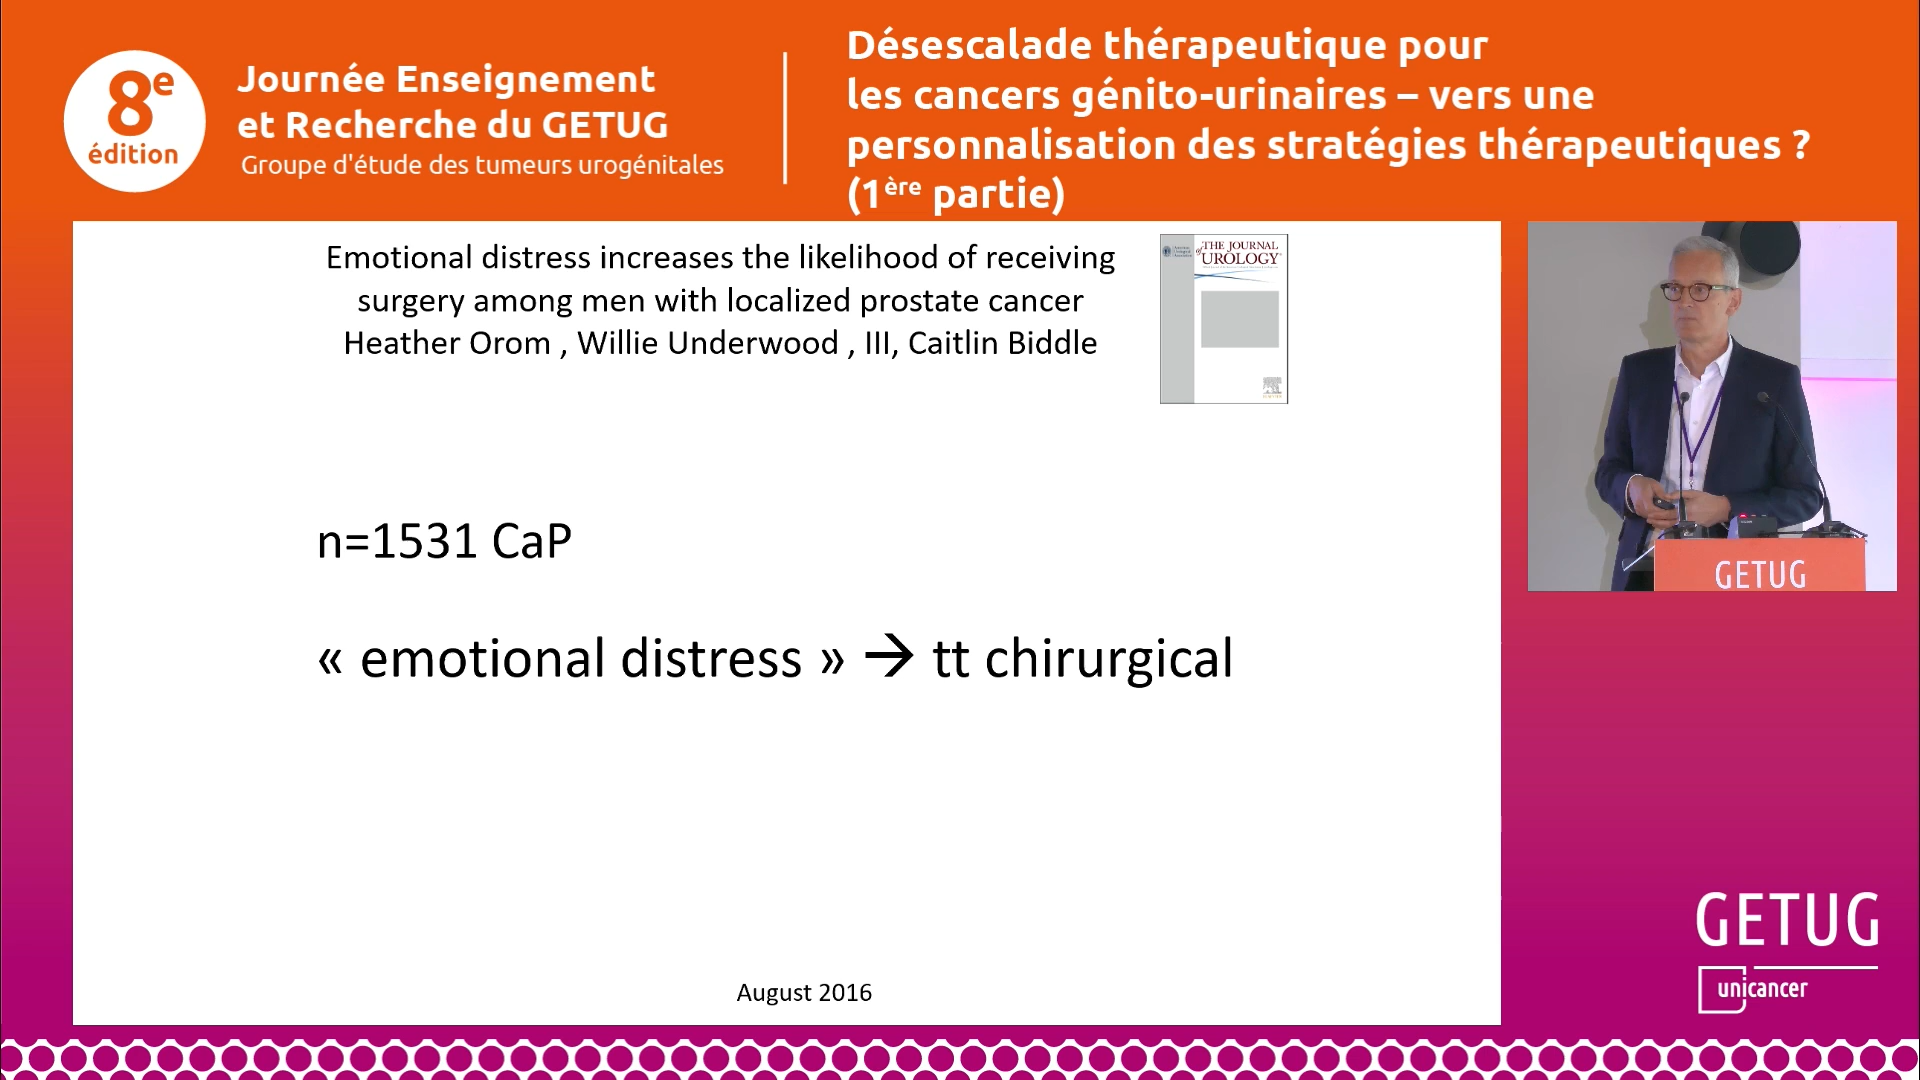 8e
édition
Journée Enseignement
et Recherche du GETUG
Groupe d'étude des tumeurs urogénitales
Désescalade thérapeutique pour
les cancers génito-urinaires – vers une
personnalisation des stratégies thérapeutiques ?
(1ère partie)
Emotional distress increases the likelihood of receiving
surgery among men with localized prostate cancer
Heather Orom , Willie Underwood , III, Caitlin Biddle
THE JOURNAL
of UROLOGY
n=1531 CaP
« emotional distress » → tt chirurgical
August 2016
GETUG
GETUG
unicancer